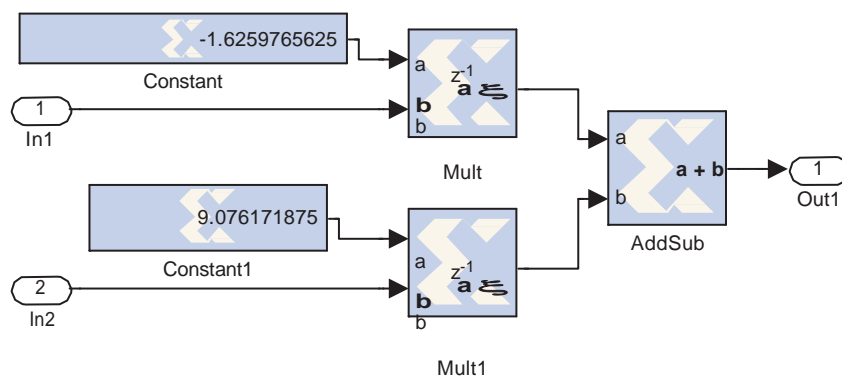 -1.6259765625
Constant
1
In1
a
b
b
z-1
a
Mult
9.076171875
Constant1
2
In2
a
b
b
z-1
a
Mult1
a
b
a + b
AddSub
1
Out1